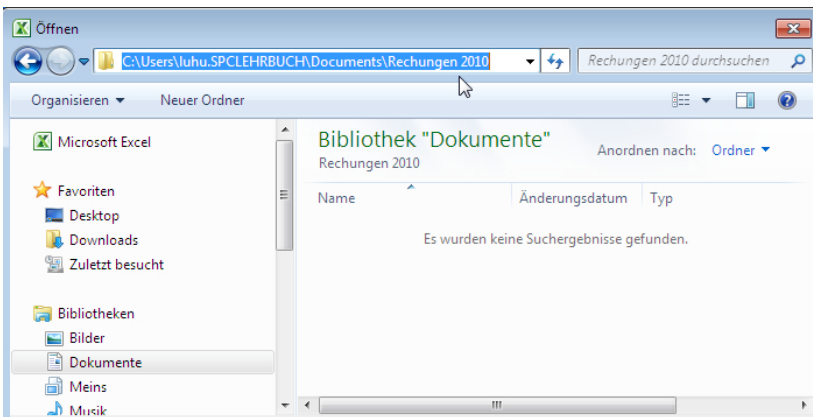 Öffnen
C:\Users\luhu.SPCLEHRBUCH\Documents\Rechungen 2010
Rechungen 2010 durchsuchen
Organisieren
Neuer Ordner
Microsoft Excel
Favoriten
Desktop
Downloads
Zuletzt besucht
Bibliotheken
Bilder
Dokumente
Meins
Musik
Bibliothek "Dokumente"
Rechungen 2010
Anordnen nach: Ordner
Name Änderungsdatum Typ
Es wurden keine Suchergebnisse gefunden.